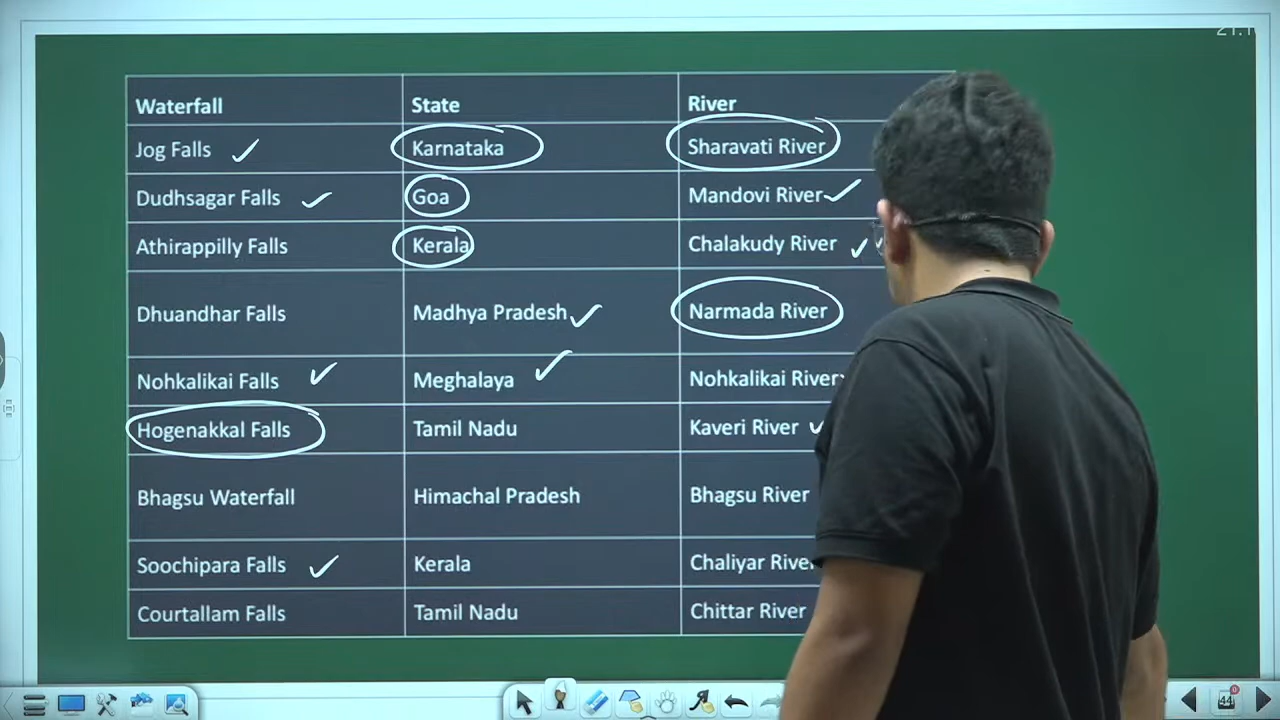 Waterfall State River
Jog Falls Karnataka Sharavati River
Dudhsagar Falls Goa Mandovi River
Athirappilly Falls Kerala Chalakudy River
Dhuandhar Falls Madhya Pradesh Narmada River
Nohkalikai Falls Meghalaya Nohkalikai River
Hogenakkal Falls Tamil Nadu Kaveri River
Bhagsu Waterfall Himachal Pradesh Bhagsu River
Soochipara Falls Kerala Chaliyar River
Courtallam Falls Tamil Nadu Chittar River
44